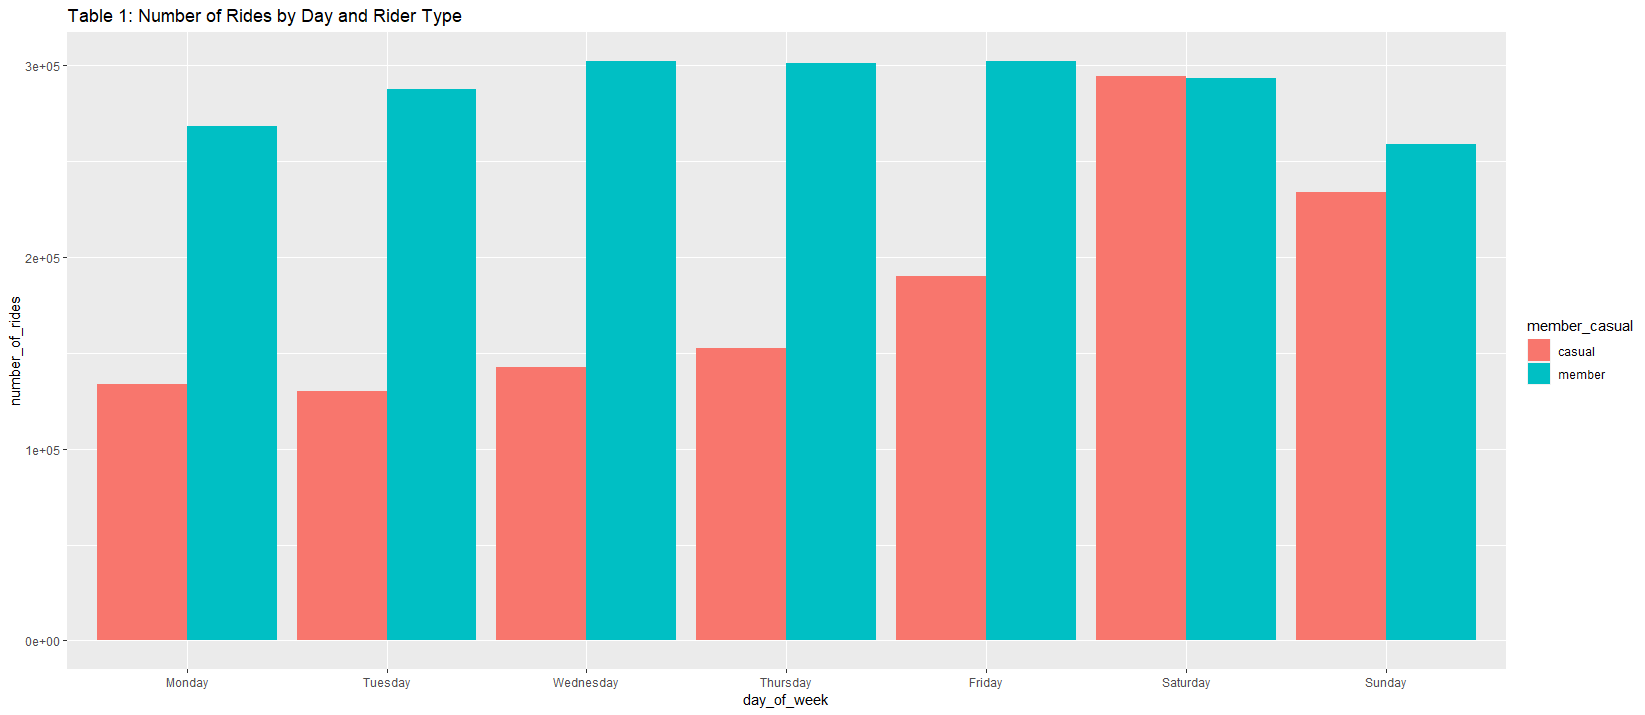 Table 1: Number of Rides by Day and Rider Type
3e+05
2e+05
1e+05
0e+00
number_of_rides
Monday Tuesday Wednesday Thursday Friday Saturday Sunday
day_of_week
member_casual
casual
member